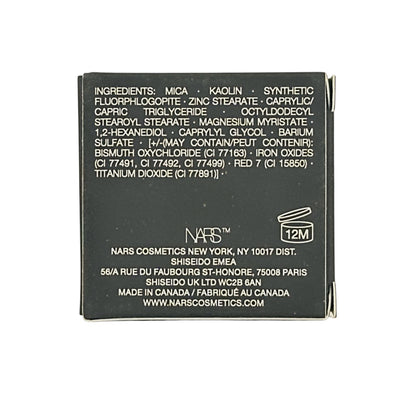 INGREDIENTS: MICA · KAOLIN · SYNTHETIC
FLUORPHLOGOPITE · ZINC STEARATE · CAPRYLIC/
CAPRIC TRIGLYCERIDE · OCTYLDODECYL
STEAROYL STEARATE · MAGNESIUM MYRISTATE ·
1,2-HEXANEDIOL · CAPRYLYL GLYCOL · BARIUM
SULFATE · [+/-(MAY CONTAIN/PEUT CONTENIR):
BISMUTH OXYCHLORIDE (CI 77163) · IRON OXIDES
(CI 77491, CI 77492, CI 77499) · RED 7 (CI 15850) ·
TITANIUM DIOXIDE (CI 77891)] ·
12M
NARS™
NARS COSMETICS NEW YORK, NY 10017 DIST.
SHISEIDO EMEA
56/A RUE DU FAUBOURG ST-HONORE, 75008 PARIS
SHISEIDO UK LTD WC2B 6AN
MADE IN CANADA / FABRIQUÉ AU CANADA
WWW.NARSCOSMETICS.COM